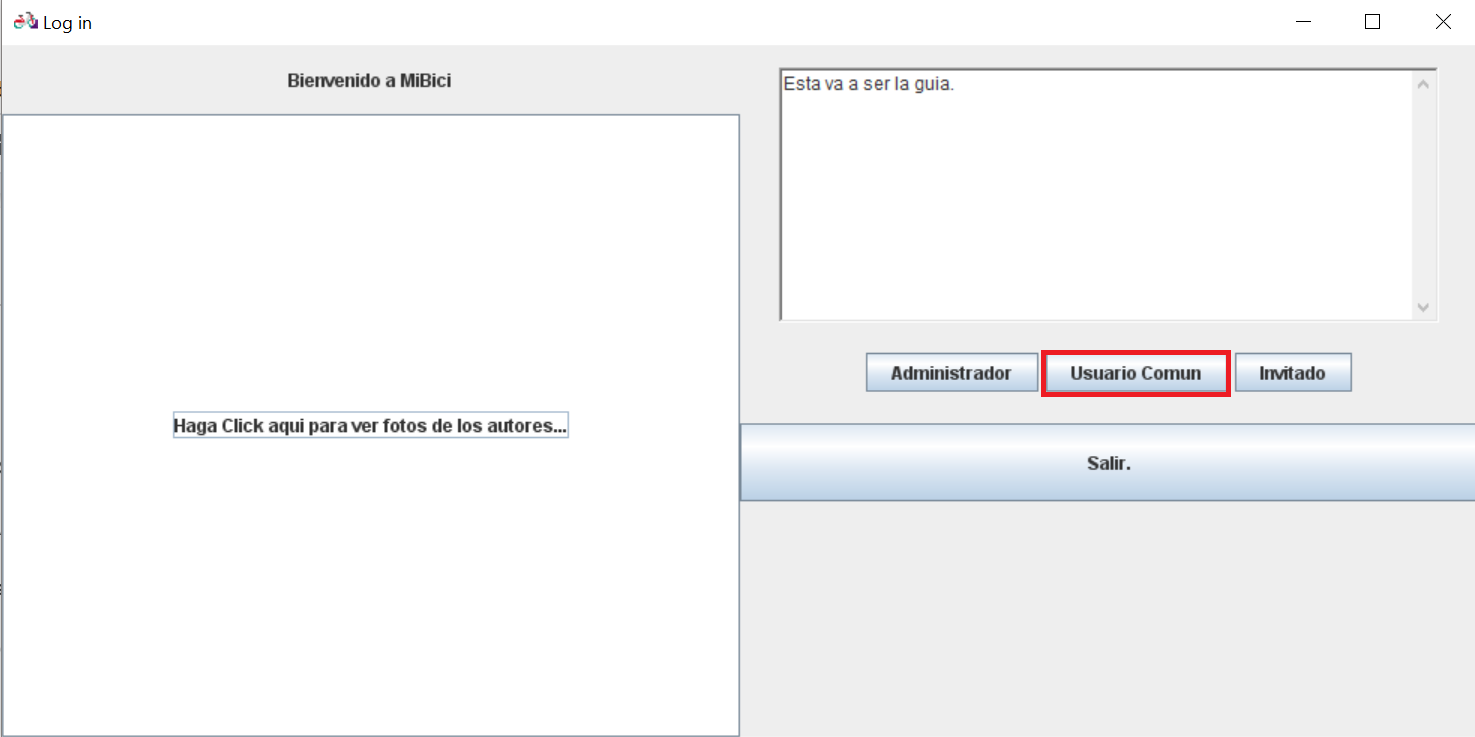 Log in
Bienvenido a MiBici
Haga Click aqui para ver fotos de los autores...
Esta va a ser la guia.
Administrador
Usuario Comun
Invitado
Salir.